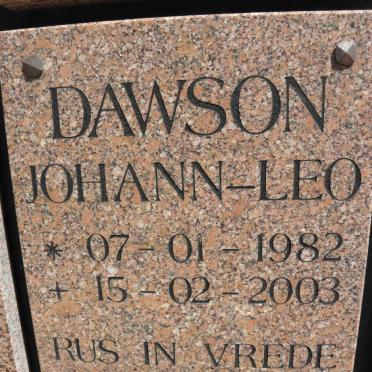 DAWSON
JOHANN-LEO
* 07-01-1982
+ 15-02-2003
RUS IN VREDE